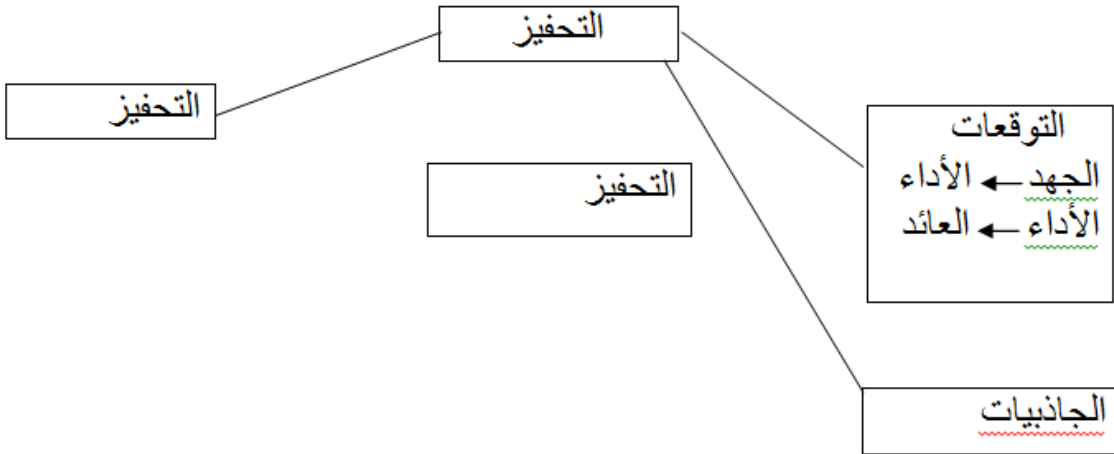 التحفيز
التحفيز
التوقعات
الجهد ← الأداء
الأداء ← العائد
التحفيز
الجاذبيات